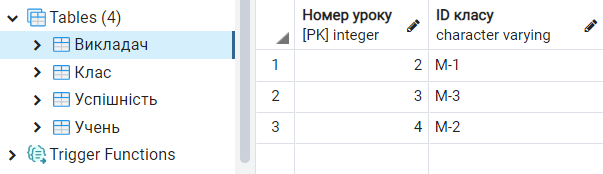 Tables (4)
Викладач
Клас
Успішність
Учень
Trigger Functions
Номер уроку ID класу
[PK] integer character varying
1 2 М-1
2 3 М-3
3 4 М-2